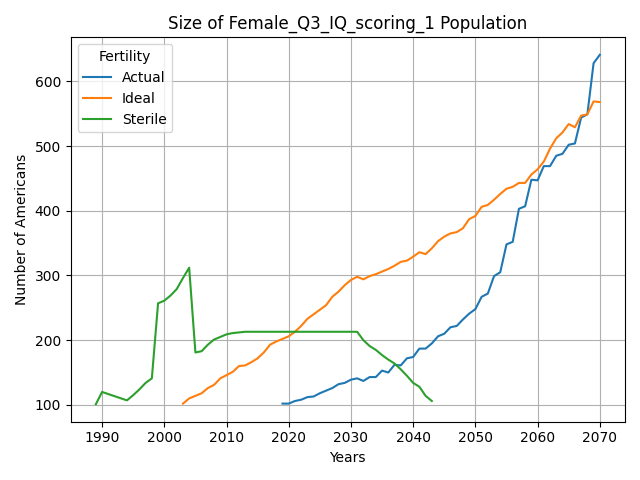 Size of Female_Q3_IQ_scoring_1 Population
Fertility
Actual
Ideal
Sterile
Number of Americans
600
500
400
300
200
100
1990 2000 2010 2020 2030 2040 2050 2060 2070
Years